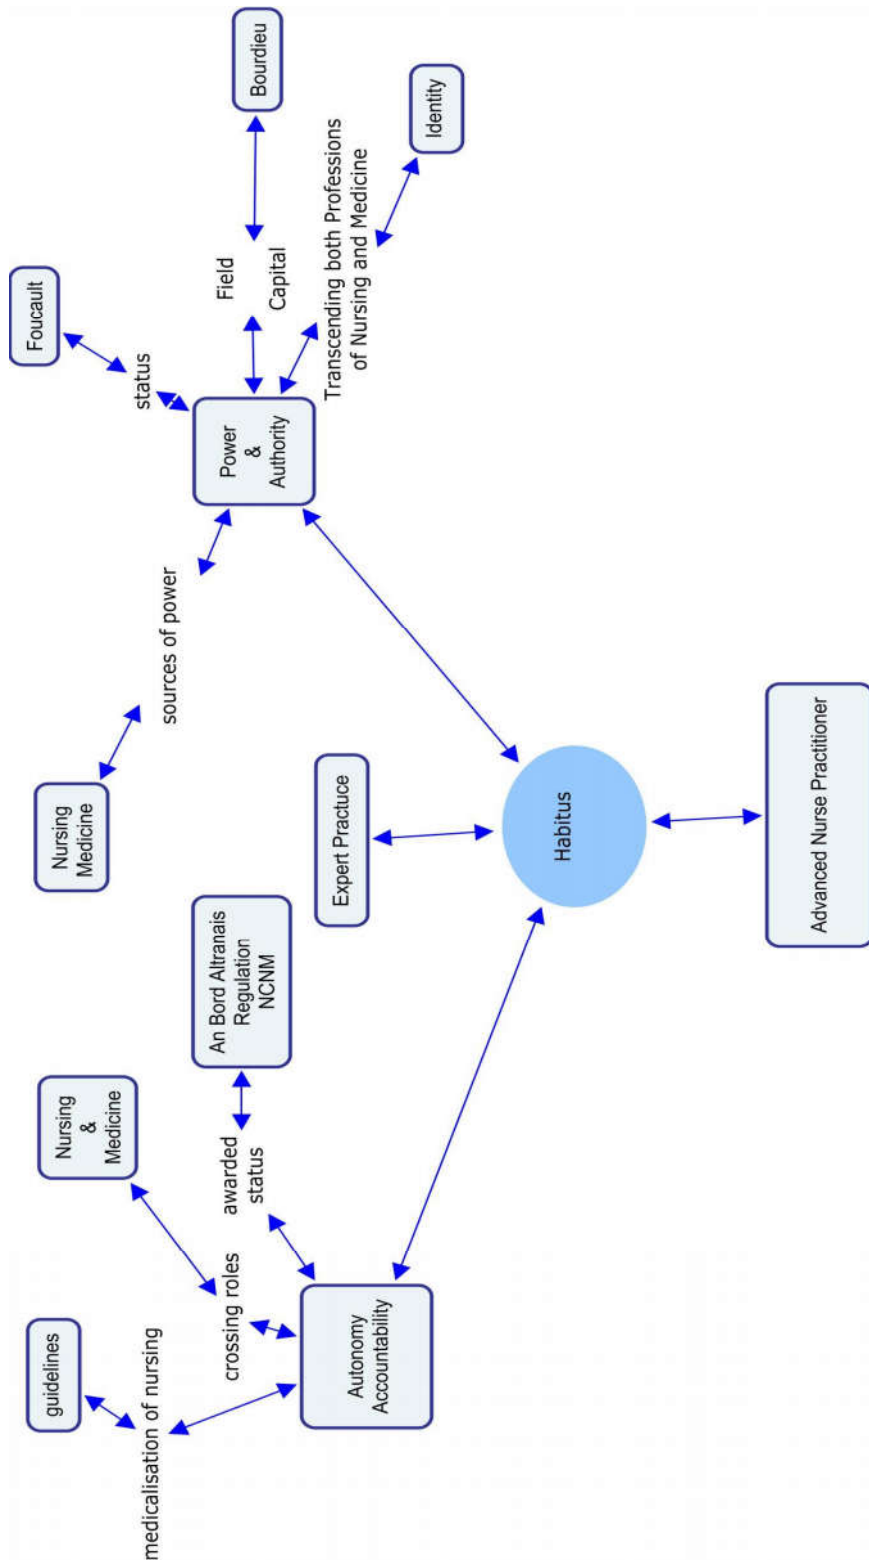 guidelines
medicalisation of nursing
Nursing
&
Medicine
crossing roles
awarded
status
An Bord Altranais
Regulation
NCNM
Autonomy
Accountability
Nursing
Medicine
sources of power
Foucault
status
Power
&
Authority
Field
Capital
Bourdieu
Transcending both Professions
of Nursing and Medicine
Identity
Expert Practuce
Habitus
Advanced Nurse Practitioner